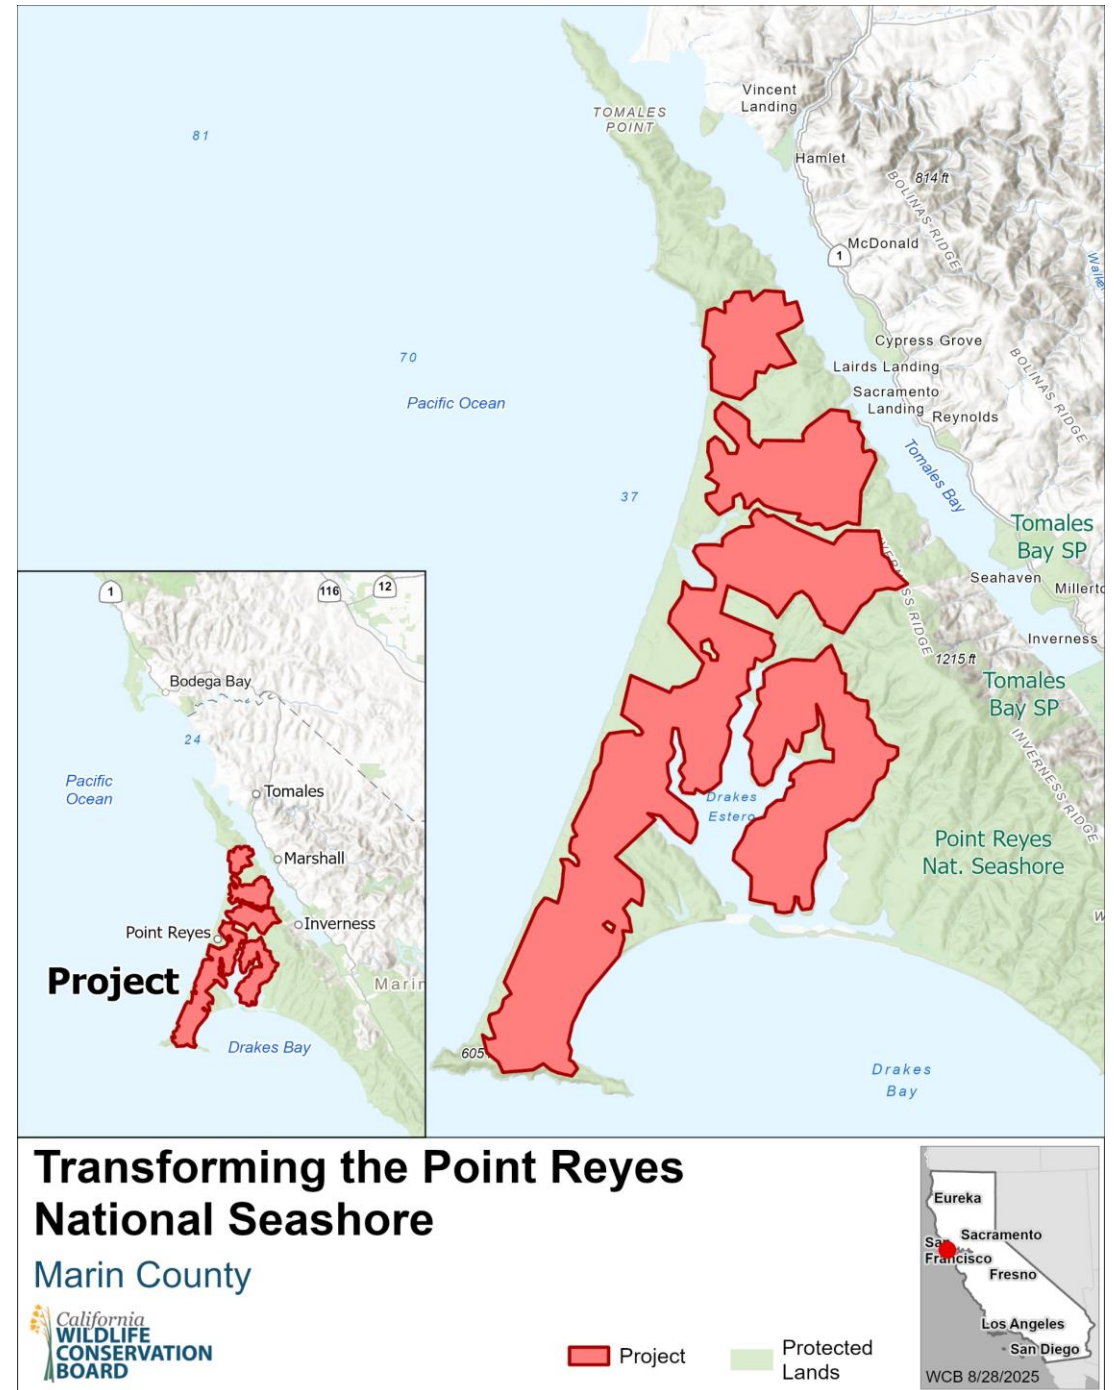 81
TOMALES
POINT
Vincent
Landing
Hamlet
814 ft
BOLINAS RIDGE
McDonald
1
Walke
70
Pacific Ocean
Cypress Grove
Lairds Landing
Sacramento
Landing
Reynolds
BOLINAS RIDGE
37
Tomales Bay
Tomales
Bay SP
Seahaven
Millerto
Inverness
RIDGE
1215 ft
Tomales
Bay SP
INVERNESS RIDGE
Drakes
Estero
Point Reyes
Nat. Seashore
W
605
Drakes
Bay
1
116
12
Bodega Bay
24
Pacific
Ocean
Tomales
Marshall
Inverness
Point Reyes
Project
Marin
Drakes Bay
Transforming the Point Reyes
National Seashore
Marin County
California
WILDLIFE
CONSERVATION
BOARD
Project
Protected
Lands
Eureka
Sacramento
San
Francisco
Fresno
Los Angeles
San Diego
WCB 8/28/2025